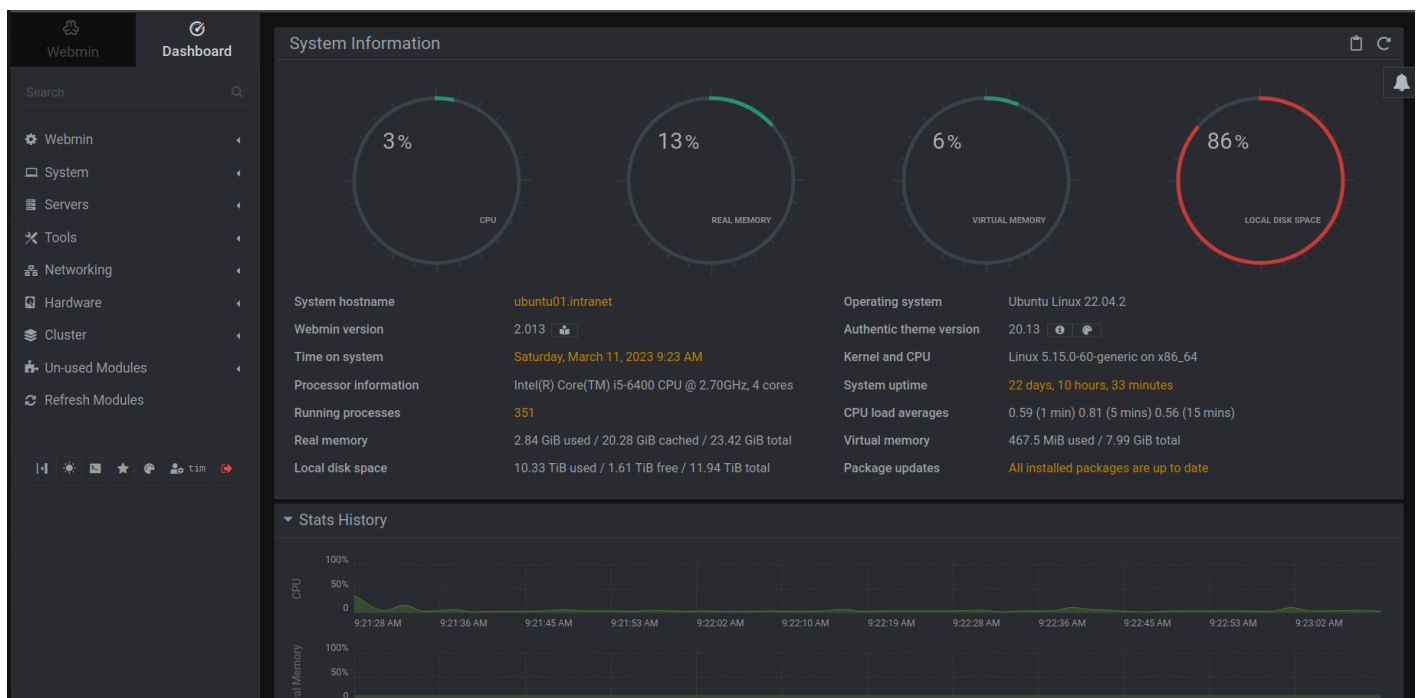 Webmin
Dashboard
Search
Webmin
System
Servers
Tools
Networking
Hardware
Cluster
Un-used Modules
Refresh Modules
tim
System Information
3%
CPU
13%
REAL MEMORY
6%
VIRTUAL MEMORY
86%
LOCAL DISK SPACE
System hostname ubuntu01.intranet Operating system Ubuntu Linux 22.04.2
Webmin version 2.013 Authentic theme version 20.13
Time on system Saturday, March 11, 2023 9:23 AM Kernel and CPU Linux 5.15.0-60-generic on x86_64
Processor information Intel(R) Core(TM) i5-6400 CPU @ 2.70GHz, 4 cores System uptime 22 days, 10 hours, 33 minutes
Running processes 351 CPU load averages 0.59 (1 min) 0.81 (5 mins) 0.56 (15 mins)
Real memory 2.84 GiB used / 20.28 GiB cached / 23.42 GiB total Virtual memory 467.5 MiB used / 7.99 GiB total
Local disk space 10.33 TiB used / 1.61 TiB free / 11.94 TiB total Package updates All installed packages are up to date
Stats History
CPU
100%
50%
0
9:21:28 AM 9:21:36 AM 9:21:45 AM 9:21:53 AM 9:22:02 AM 9:22:10 AM 9:22:19 AM 9:22:28 AM 9:22:36 AM 9:22:45 AM 9:22:53 AM 9:23:02 AM
Memory
100%
50%
0